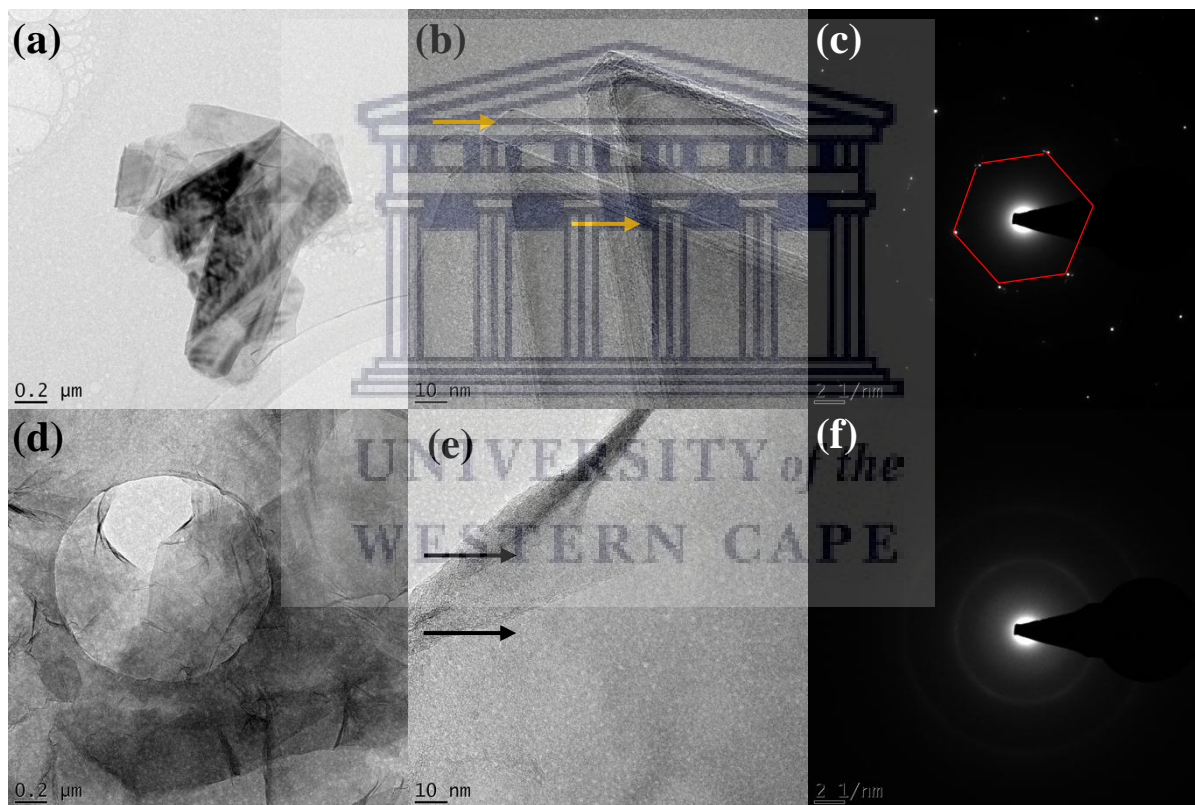 (a)
(b)
(c)
0.2 µm
10 nm
2 1/nm
(d)
(e)
(f)
UNIVERSITY of the
WESTERN CAPE
0.2 µm
10 nm
2 1/nm